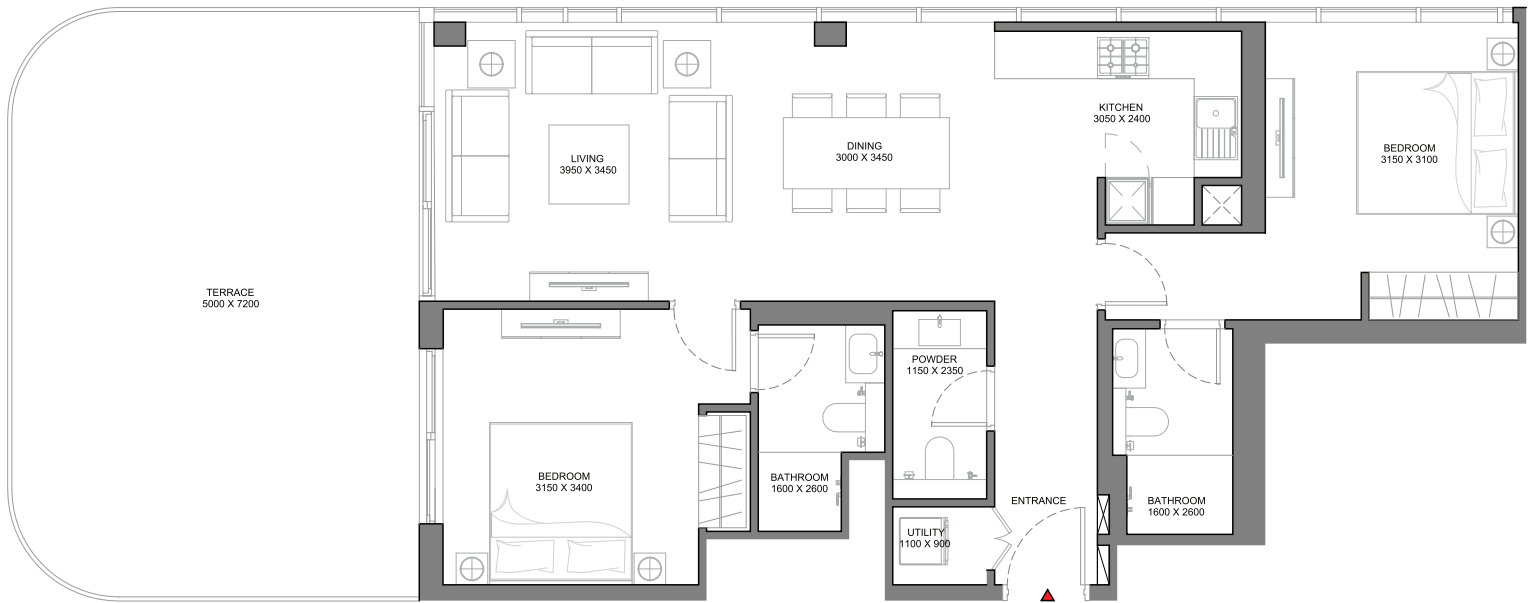 KITCHEN
3050 X 2400
DINING
3000 X 3450
BEDROOM
3150 X 3100
LIVING
3950 X 3450
TERRACE
5000 X 7200
POWDER
1150 X 2350
BEDROOM
3150 X 3400
BATHROOM
1600 X 2600
ENTRANCE
BATHROOM
1600 X 2600
UTILITY
1100 X 900